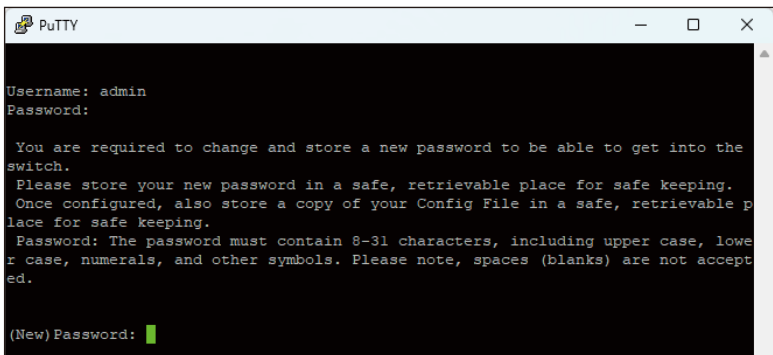 PuTTY
Username: admin
Password:
You are required to change and store a new password to be able to get into the
switch.
Please store your new password in a safe, retrievable place for safe keeping.
Once configured, also store a copy of your Config File in a safe, retrievable p
lace for safe keeping.
Password: The password must contain 8-31 characters, including upper case, lowe
r case, numerals, and other symbols. Please note, spaces (blanks) are not accept
ed.
(New)Password: